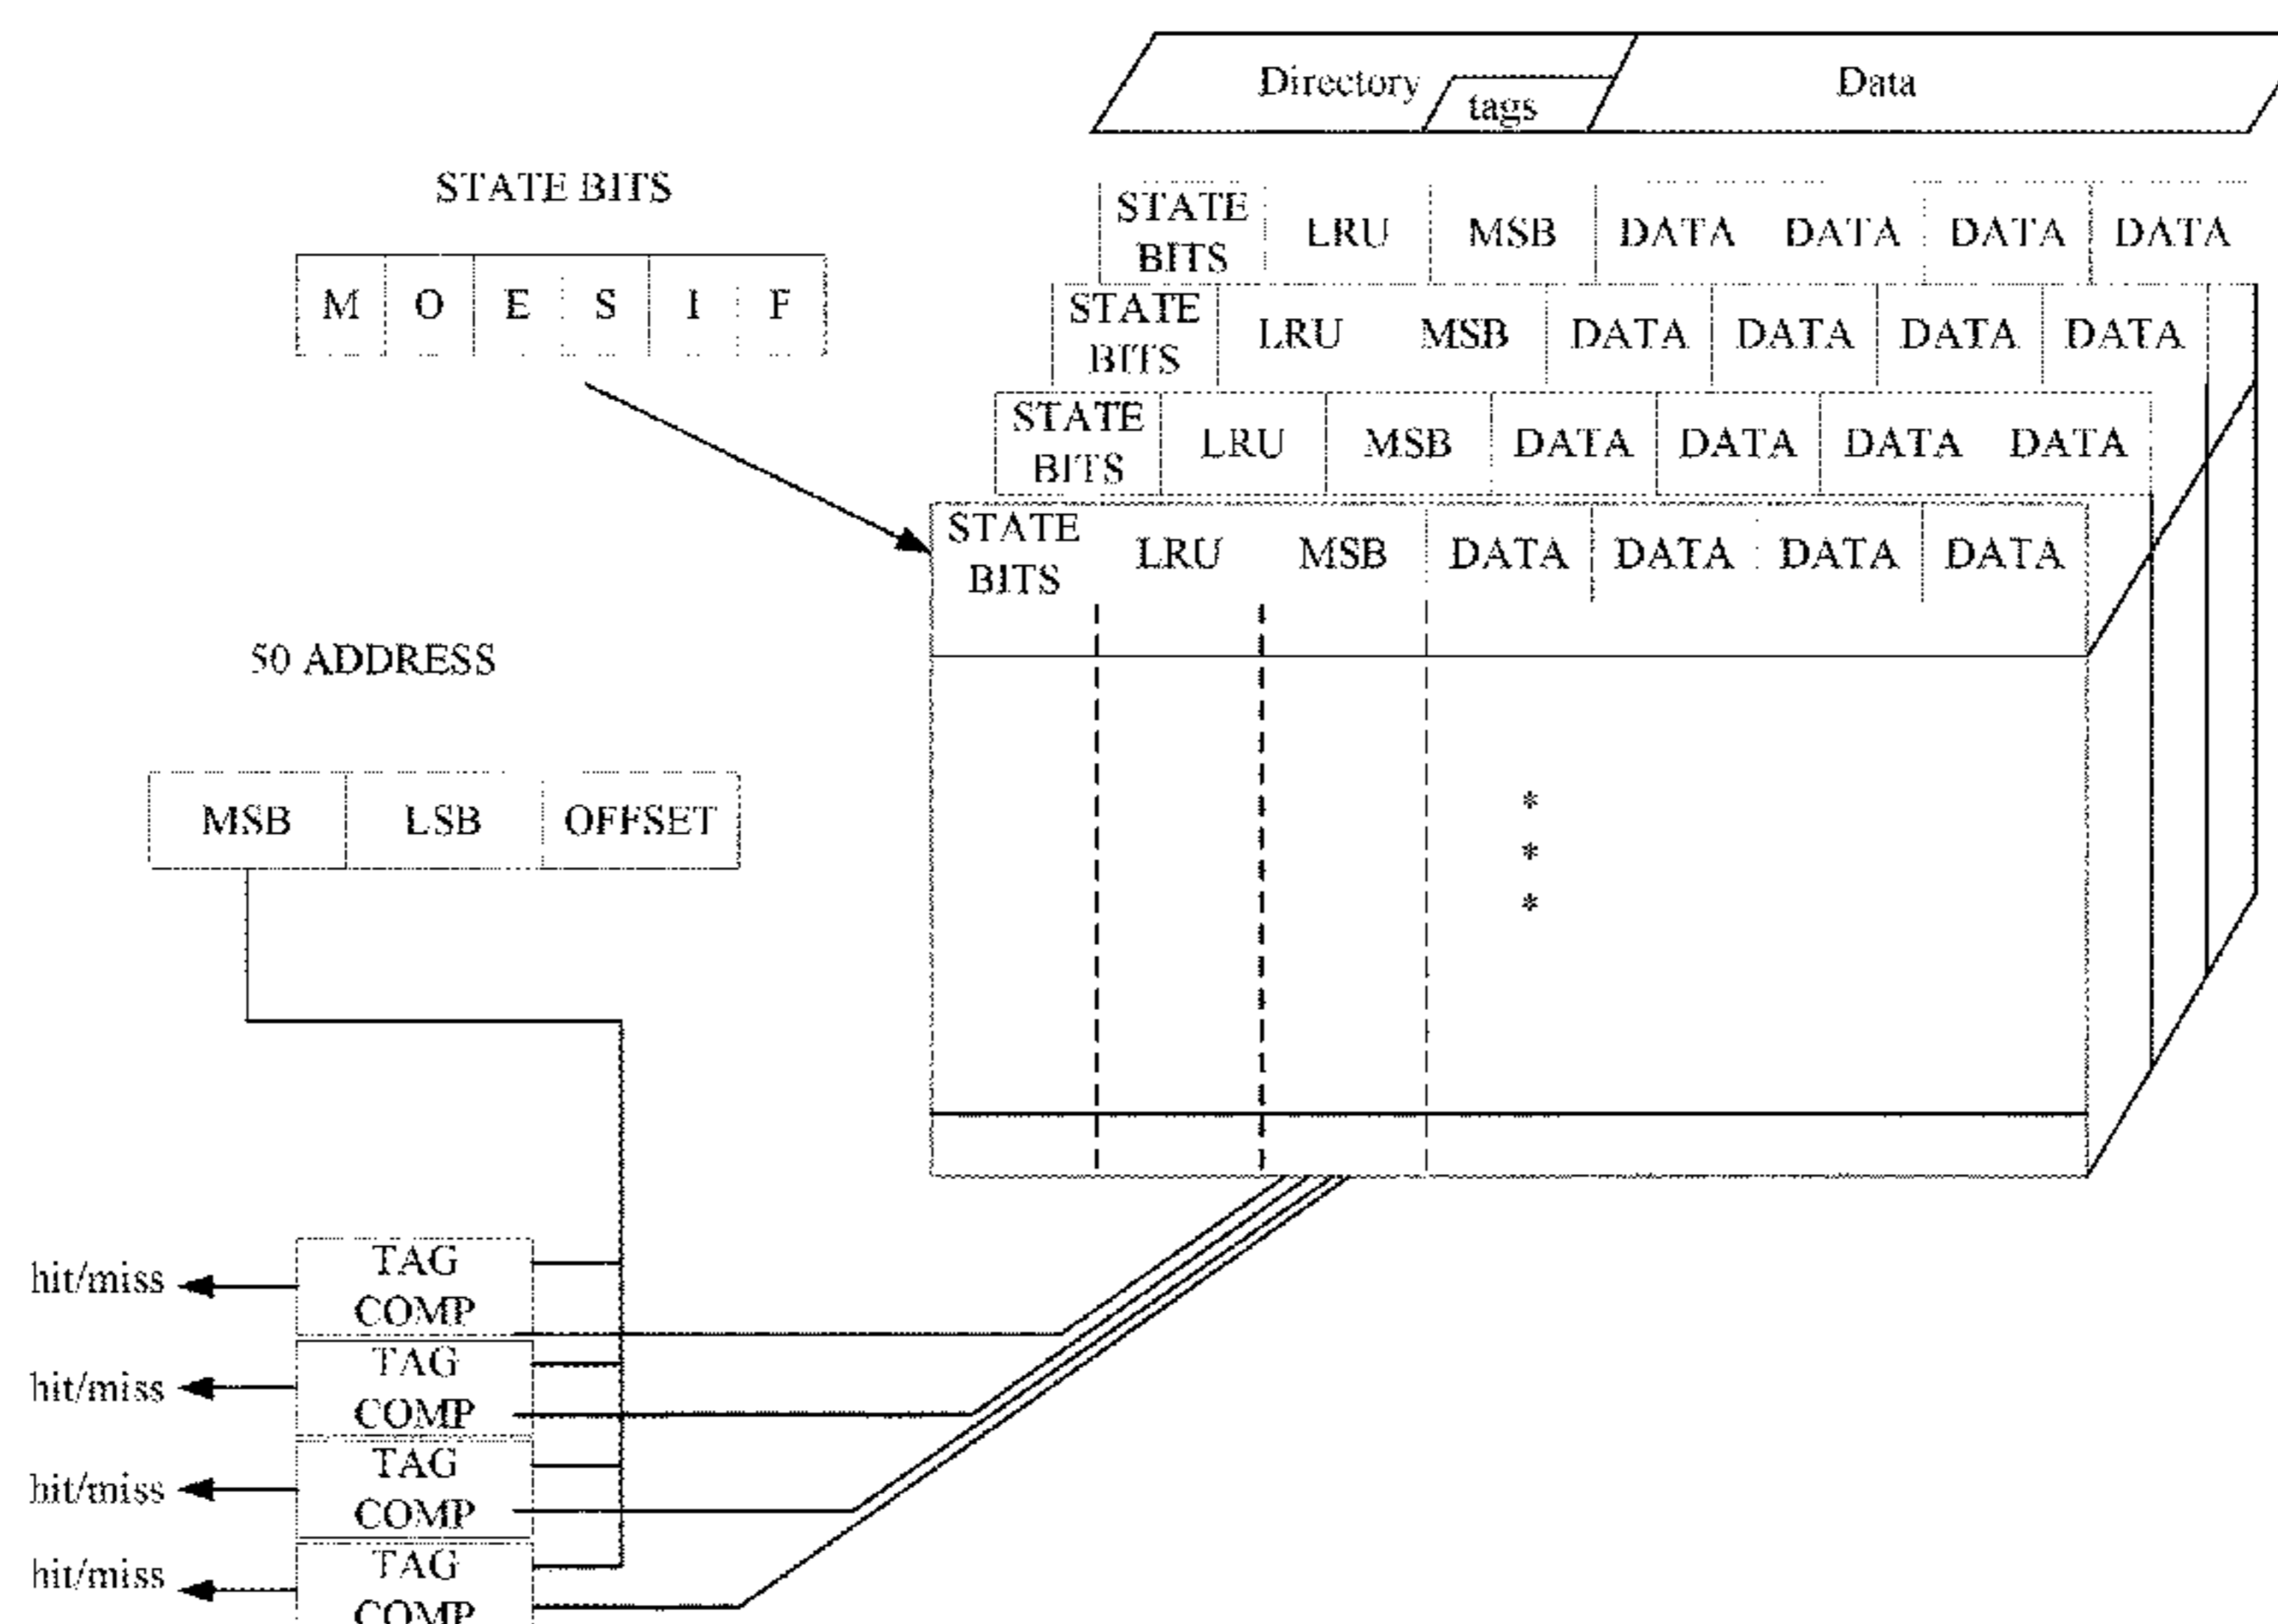 Directory tags Data
STATE BITS
M O E S I F
STATE BITS LRU MSB DATA DATA DATA DATA
STATE BITS LRU MSB DATA DATA DATA DATA
STATE BITS LRU MSB DATA DATA DATA DATA
STATE BITS LRU MSB DATA DATA DATA DATA
50 ADDRESS
MSB LSB OFFSET
*
*
*
hit/miss TAG COMP
hit/miss TAG COMP
hit/miss TAG COMP
hit/miss TAG COMP